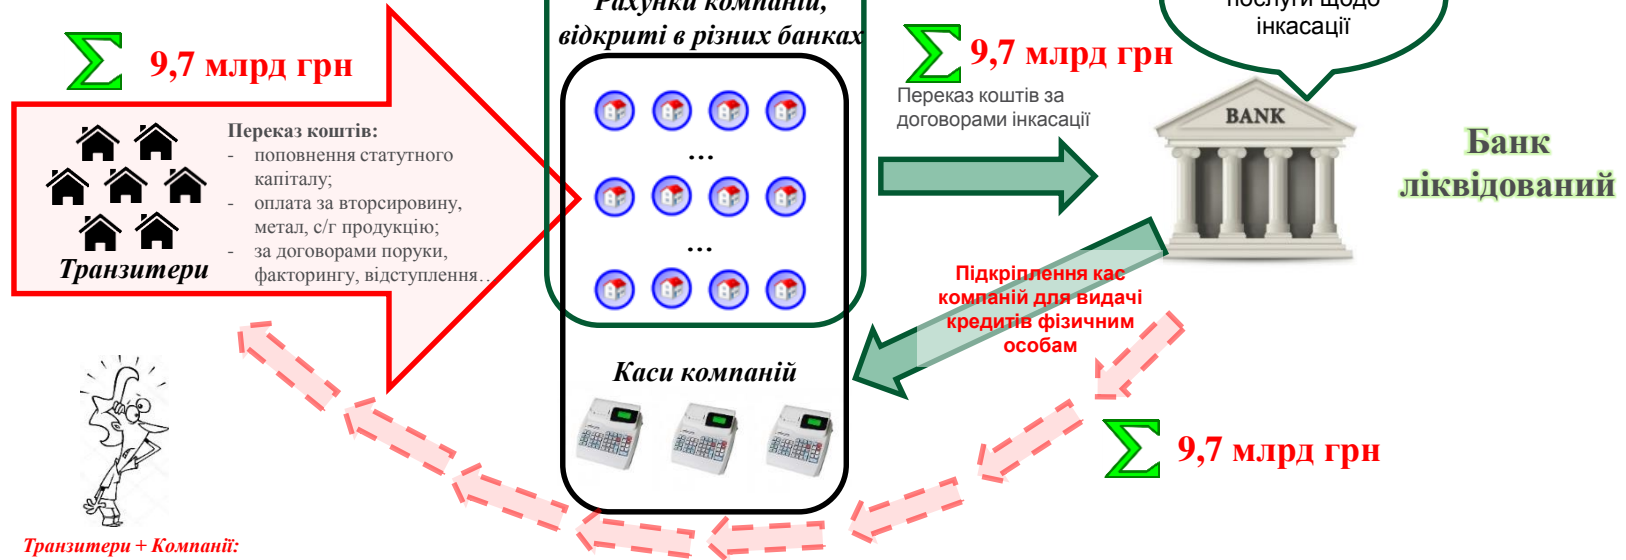 Рахунки компаній,
відкриті в різних банках
послуги щодо
інкасації
9,7 млрд грн
9,7 млрд грн
Переказ коштів за
договорами інкасації
Переказ коштів:
- поповнення статутного
капіталу;
- оплата за вторсировину,
метал, с/г продукцію;
- за договорами поруки,
факторингу, відступлення…
Транзитери
...
...
BANK
Банк
ліквідований
Підкріплення кас
компаній для видачі
кредитів фізичним
особам
Каси компаній
9,7 млрд грн
Транзитери + Компанії: